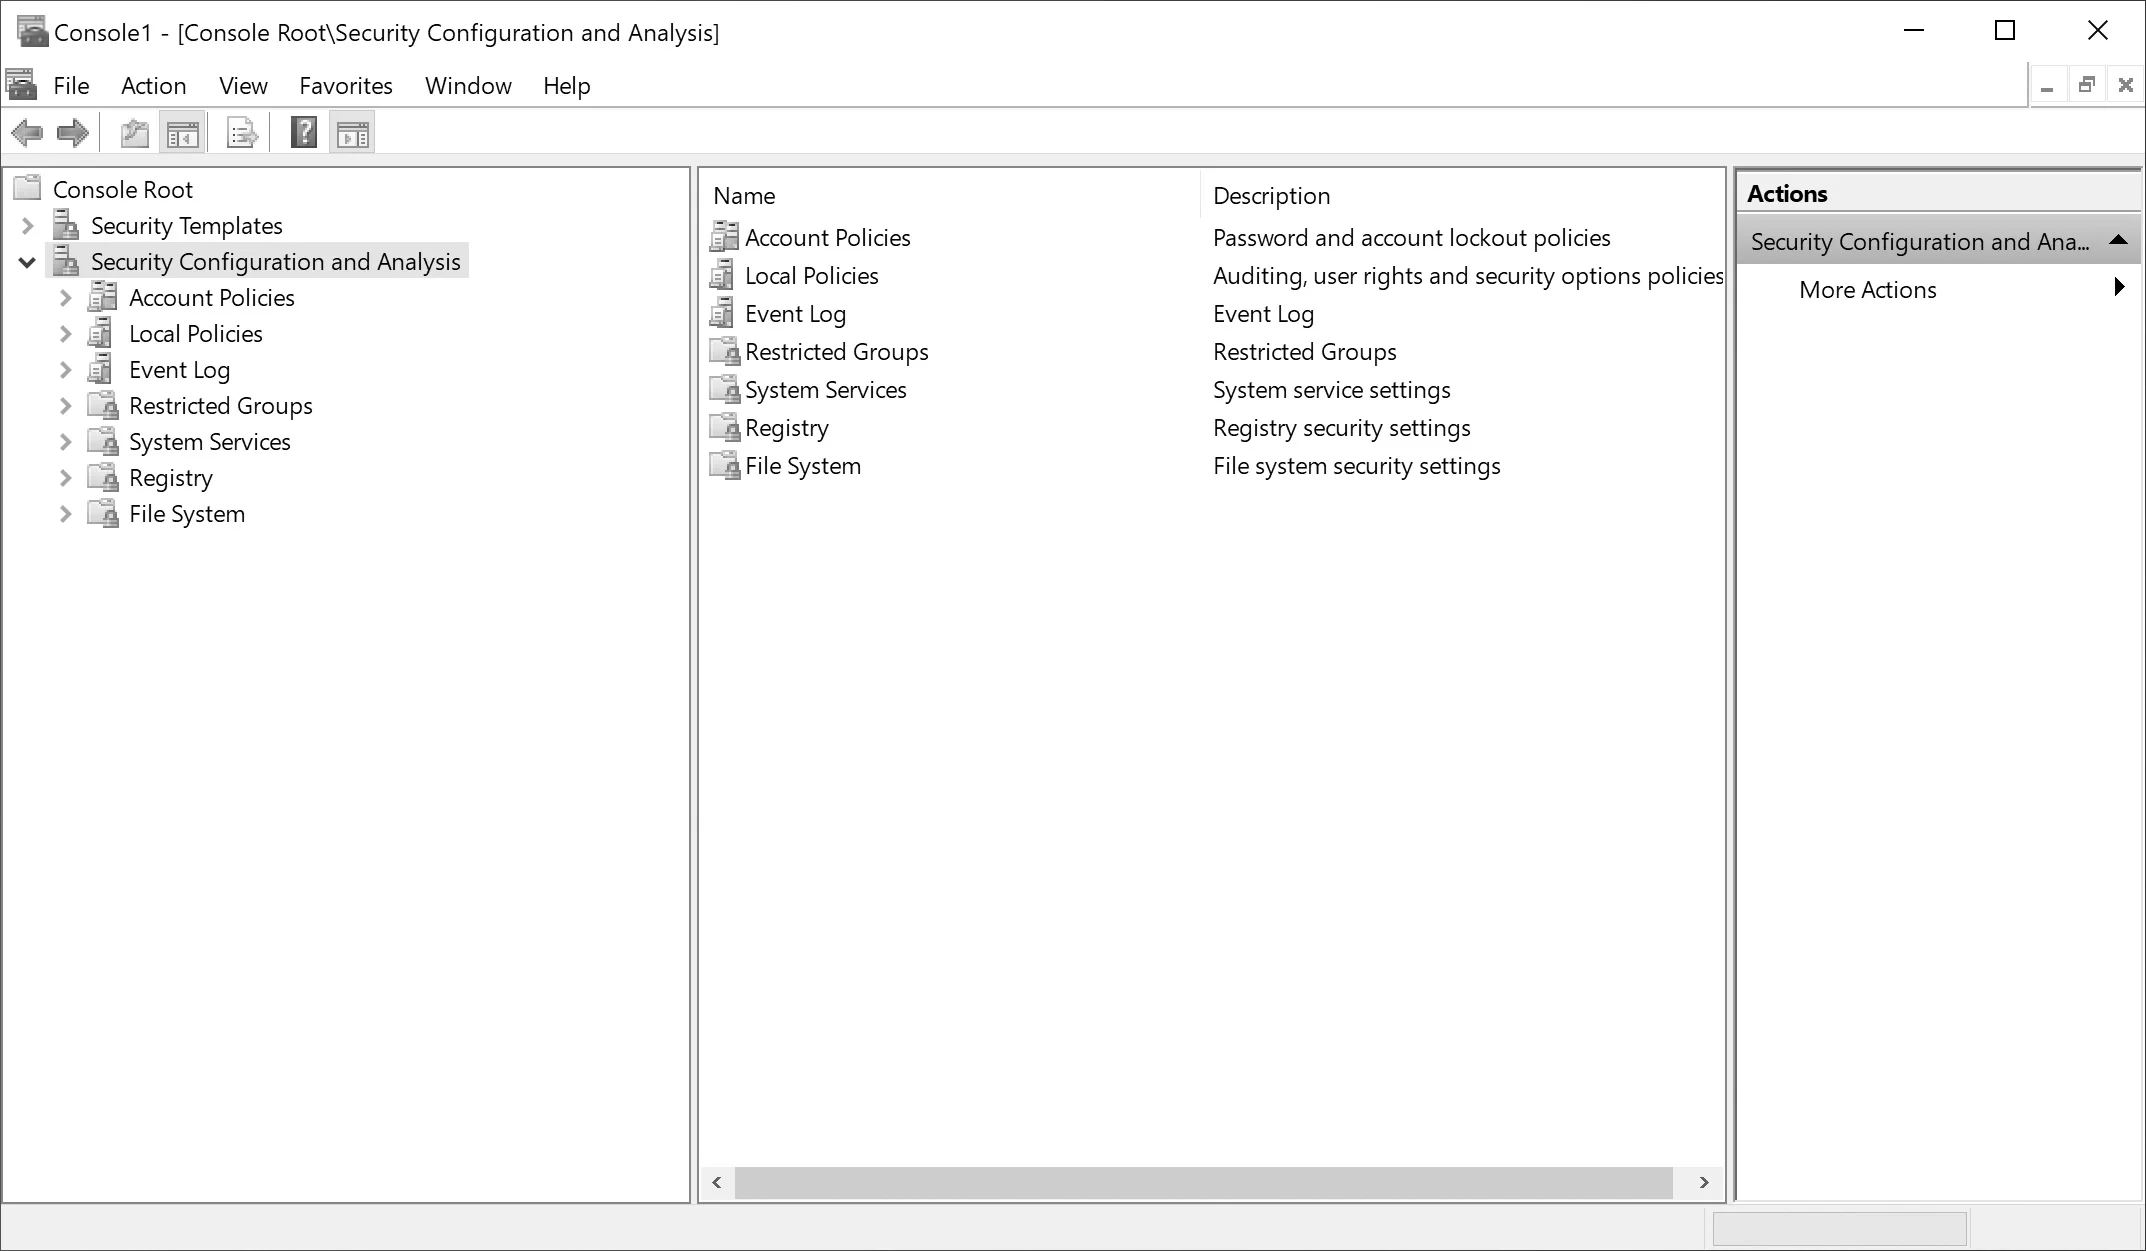 Console1 - [Console Root\Security Configuration and Analysis]
File Action View Favorites Window Help
Console Root
Security Templates
Security Configuration and Analysis
Account Policies
Local Policies
Event Log
Restricted Groups
System Services
Registry
File System
Name Description
Account Policies Password and account lockout policies
Local Policies Auditing, user rights and security options policies
Event Log Event Log
Restricted Groups Restricted Groups
System Services System service settings
Registry Registry security settings
File System File system security settings
Actions
Security Configuration and Ana...
More Actions